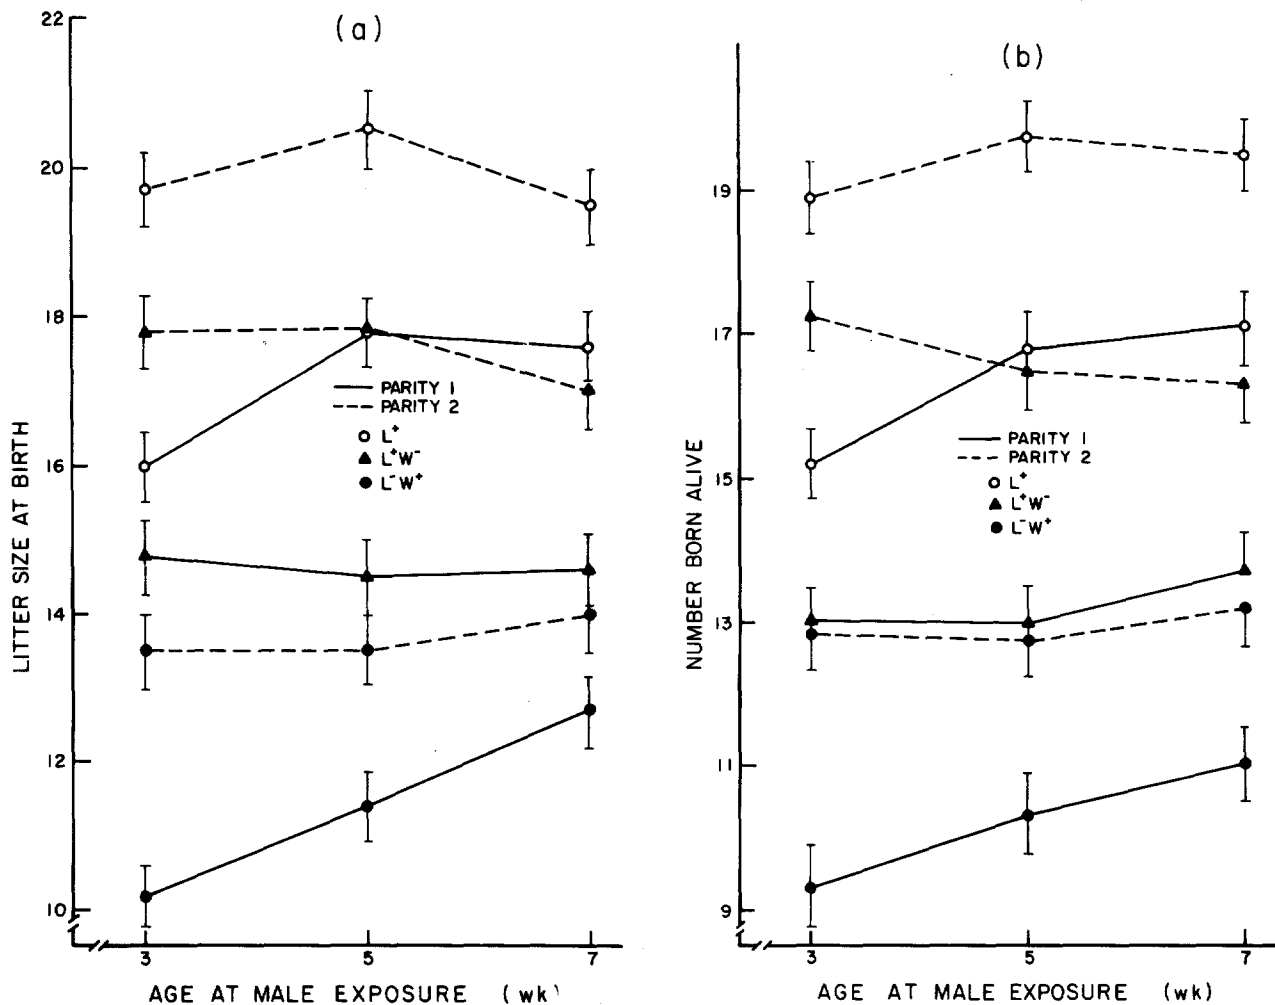 (a)
22
20
18
16
14
12
10
LITTER SIZE AT BIRTH
PARITY 1
PARITY 2
L⁺
L⁺W⁻
L⁻W⁺
3 5 7
AGE AT MALE EXPOSURE (wk)
(b)
19
17
15
13
11
9
NUMBER BORN ALIVE
PARITY 1
PARITY 2
L⁺
L⁺W⁻
L⁻W⁺
3 5 7
AGE AT MALE EXPOSURE (wk)